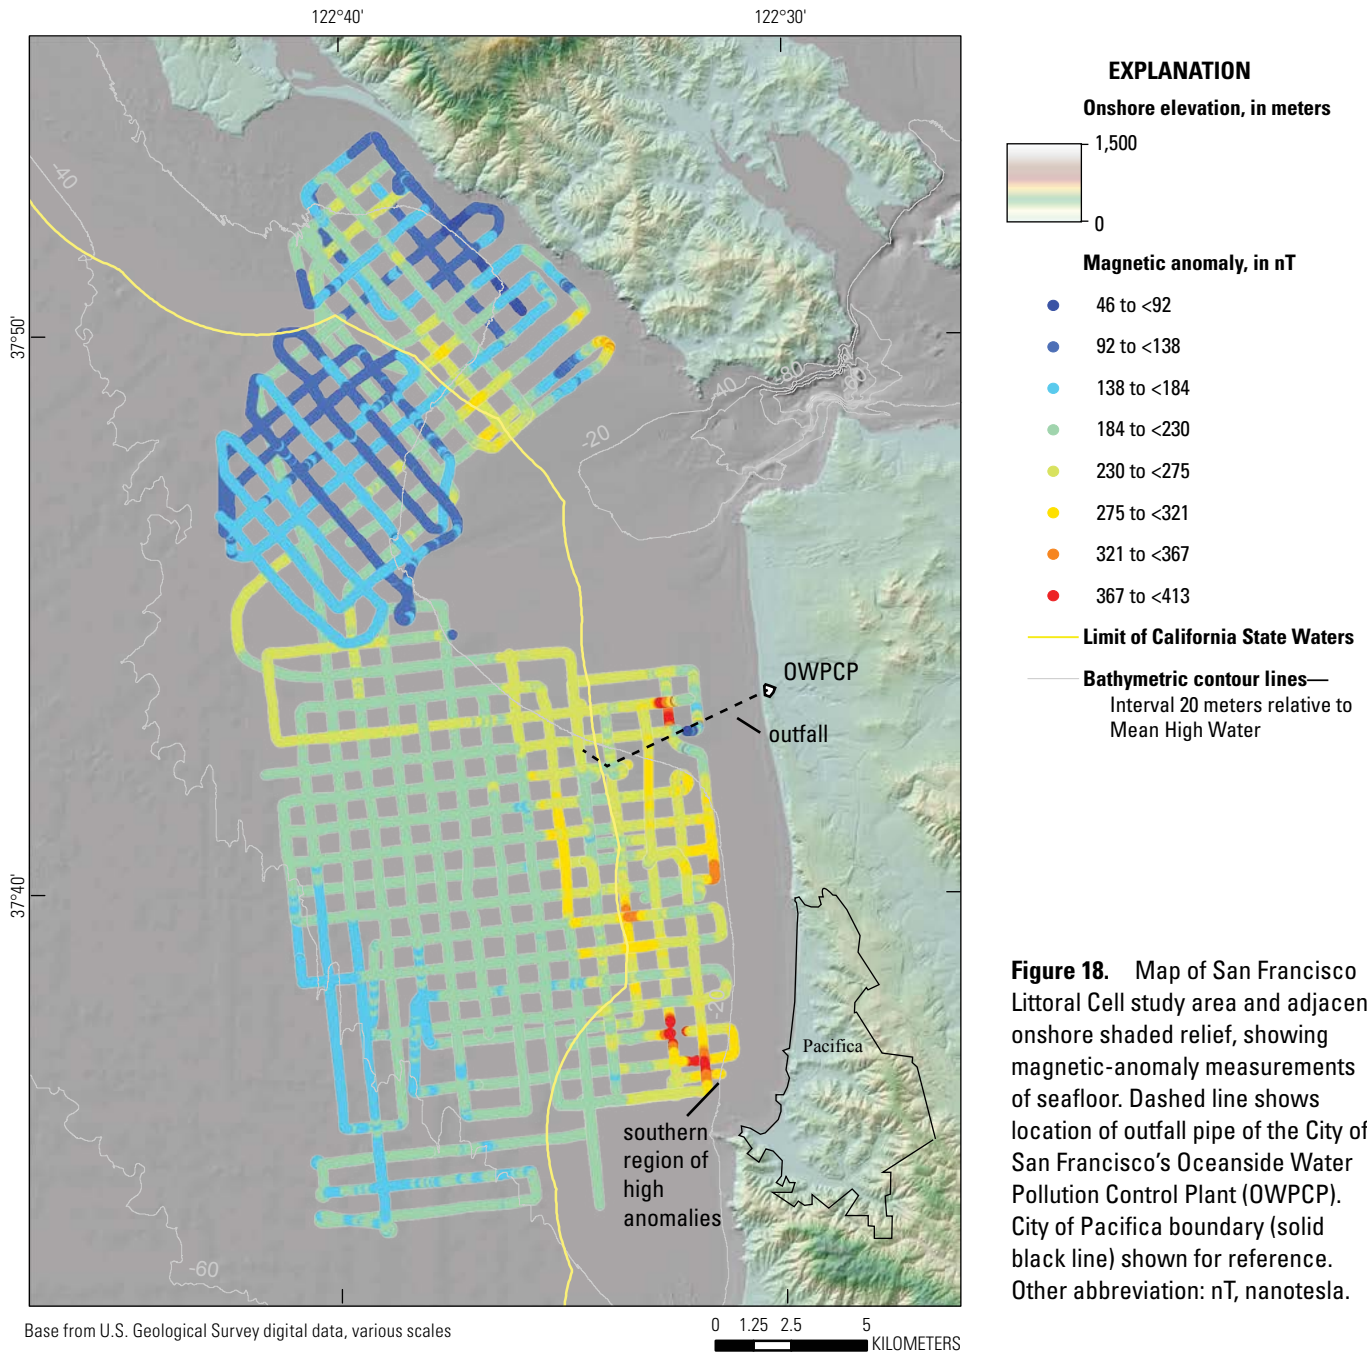 122°40'
122°30'
37°50'
37°40'
-40
-20
-40
-80
-60
OWPCP
outfall
Pacifica
southern
region of
high
anomalies
Base from U.S. Geological Survey digital data, various scales
0 1.25 2.5 5
KILOMETERS
EXPLANATION
Onshore elevation, in meters
1,500
0
Magnetic anomaly, in nT
46 to <92
92 to <138
138 to <184
184 to <230
230 to <275
275 to <321
321 to <367
367 to <413
Limit of California State Waters
Bathymetric contour lines—
Interval 20 meters relative to
Mean High Water
Figure 18. Map of San Francisco
Littoral Cell study area and adjacen
onshore shaded relief, showing
magnetic-anomaly measurements
of seafloor. Dashed line shows
location of outfall pipe of the City of
San Francisco’s Oceanside Water
Pollution Control Plant (OWPCP).
City of Pacifica boundary (solid
black line) shown for reference.
Other abbreviation: nT, nanotesla.